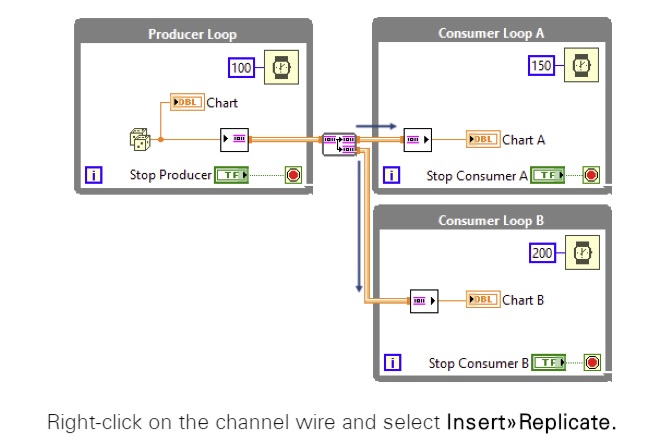 Producer Loop
100
DBL Chart
i
Stop Producer TF
Consumer Loop A
150
DBL Chart A
i
Stop Consumer A TF
Consumer Loop B
200
DBL Chart B
i
Stop Consumer B TF
Right-click on the channel wire and select Insert»Replicate.